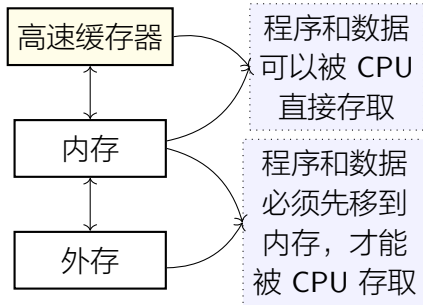 高速缓存器
内存
外存
程序和数据
可以被 CPU
直接存取
程序和数据
必须先移到
内存，才能
被 CPU 存取